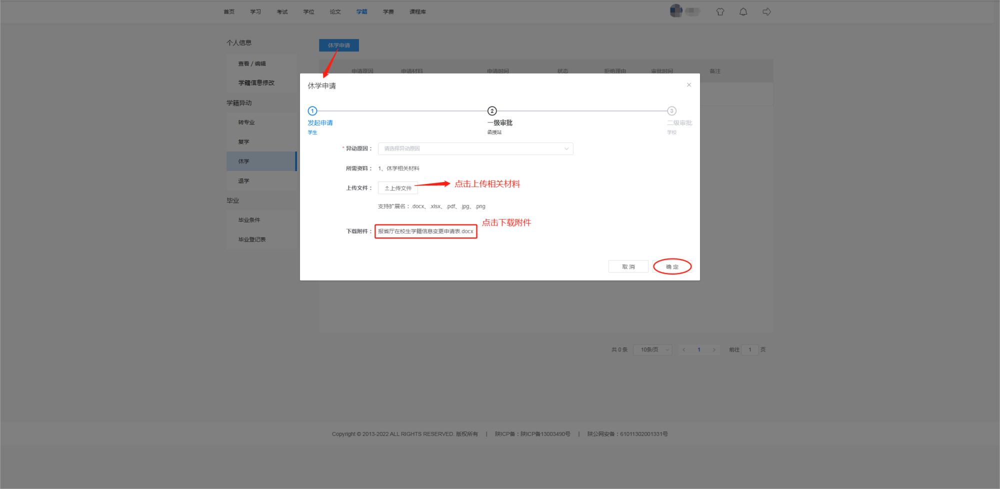 首页 学习 考试 学位 论文 学籍 学费 课程库
个人信息
查看 / 编辑
学籍信息修改
学籍异动
转专业
复学
休学
退学
毕业
毕业条件
毕业登记表
休学申请
申请原因 申请材料 申请时间 状态 拒绝理由 审批时间 备注
休学申请
1 2 3
发起申请 一级审批 二级审批
学生 函授站 学校
* 异动原因： 请选择异动原因
所需资料： 1、休学相关材料
上传文件： 上传文件 点击上传相关材料
支持扩展名：.docx、.xlsx、.pdf、.jpg、.png
点击下载附件
下载附件： 报省厅在校生学籍信息变更申请表.docx
取消 确定
共 0 条 10条/页 1 前往 1 页
Copyright © 2013-2022 ALL RIGHTS RESERVED. 版权所有 | 陕ICP备：陕ICP备13003490号 | 陕公网安备：61011302001331号